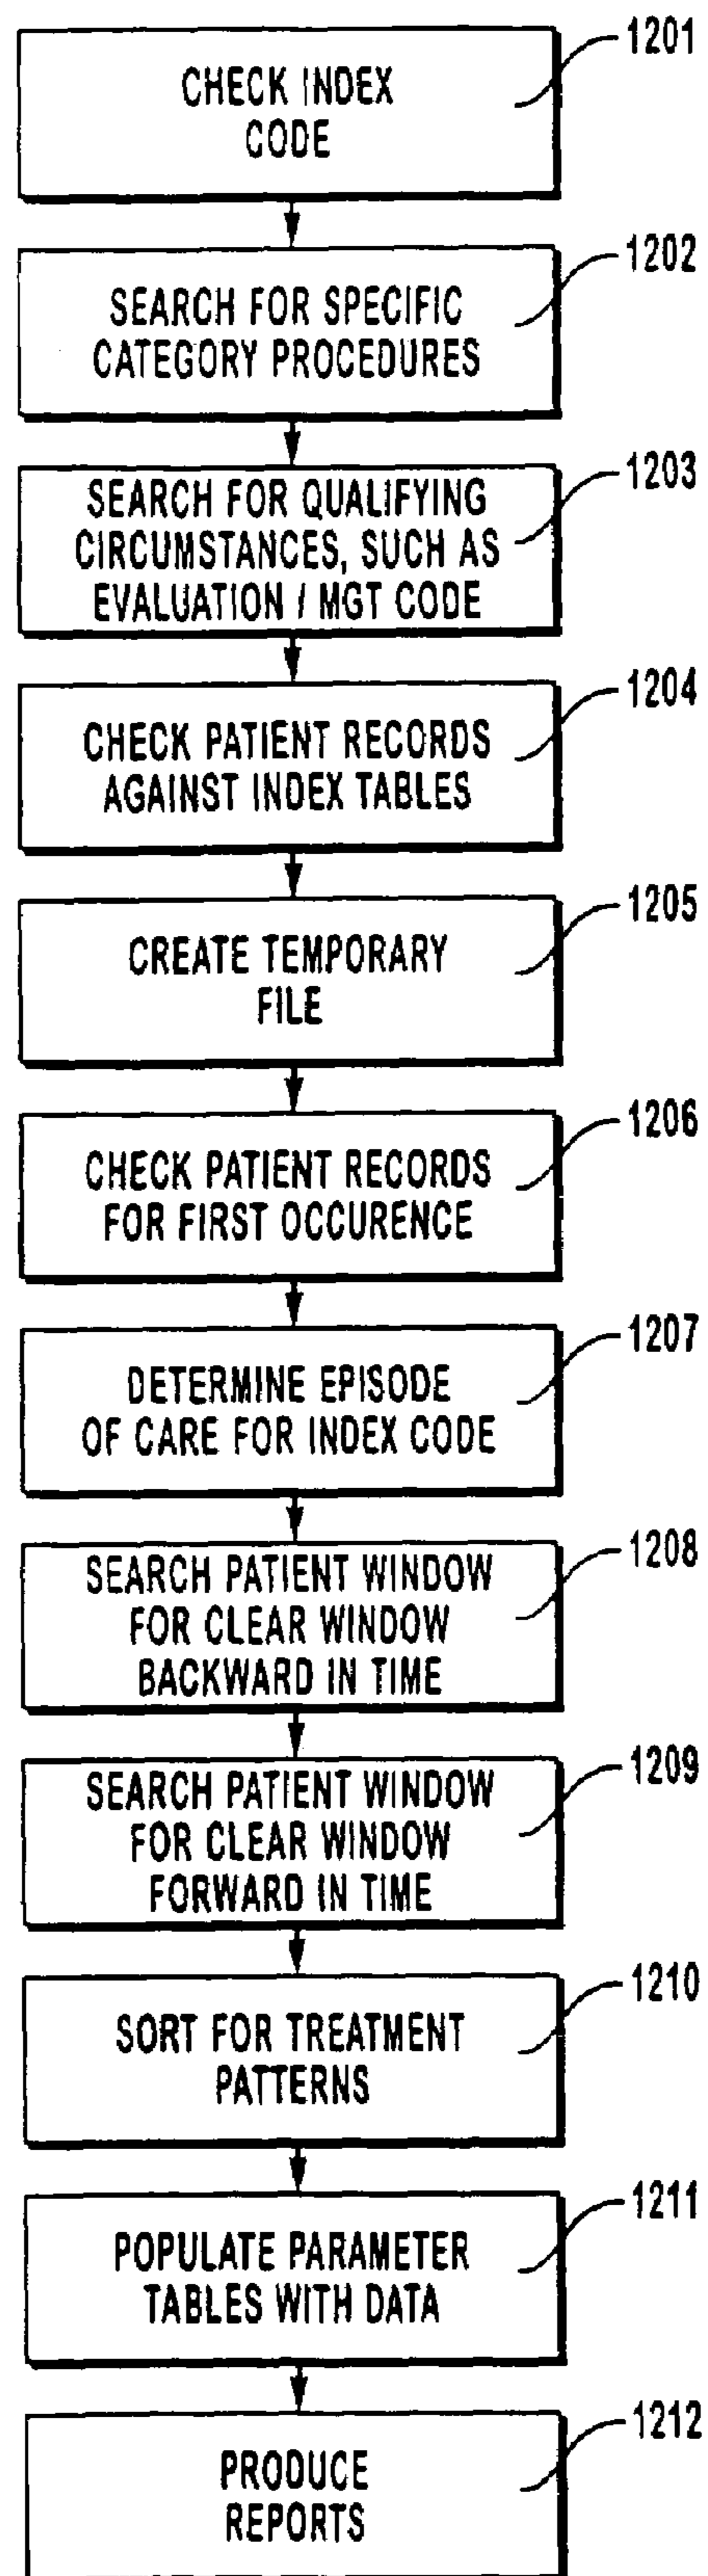 1201
CHECK INDEX
CODE
1202
SEARCH FOR SPECIFIC
CATEGORY PROCEDURES
1203
SEARCH FOR QUALIFYING
CIRCUMSTANCES, SUCH AS
EVALUATION / MGT CODE
1204
CHECK PATIENT RECORDS
AGAINST INDEX TABLES
1205
CREATE TEMPORARY
FILE
1206
CHECK PATIENT RECORDS
FOR FIRST OCCURENCE
1207
DETERMINE EPISODE
OF CARE FOR INDEX CODE
1208
SEARCH PATIENT WINDOW
FOR CLEAR WINDOW
BACKWARD IN TIME
1209
SEARCH PATIENT WINDOW
FOR CLEAR WINDOW
FORWARD IN TIME
1210
SORT FOR TREATMENT
PATTERNS
1211
POPULATE PARAMETER
TABLES WITH DATA
1212
PRODUCE
REPORTS